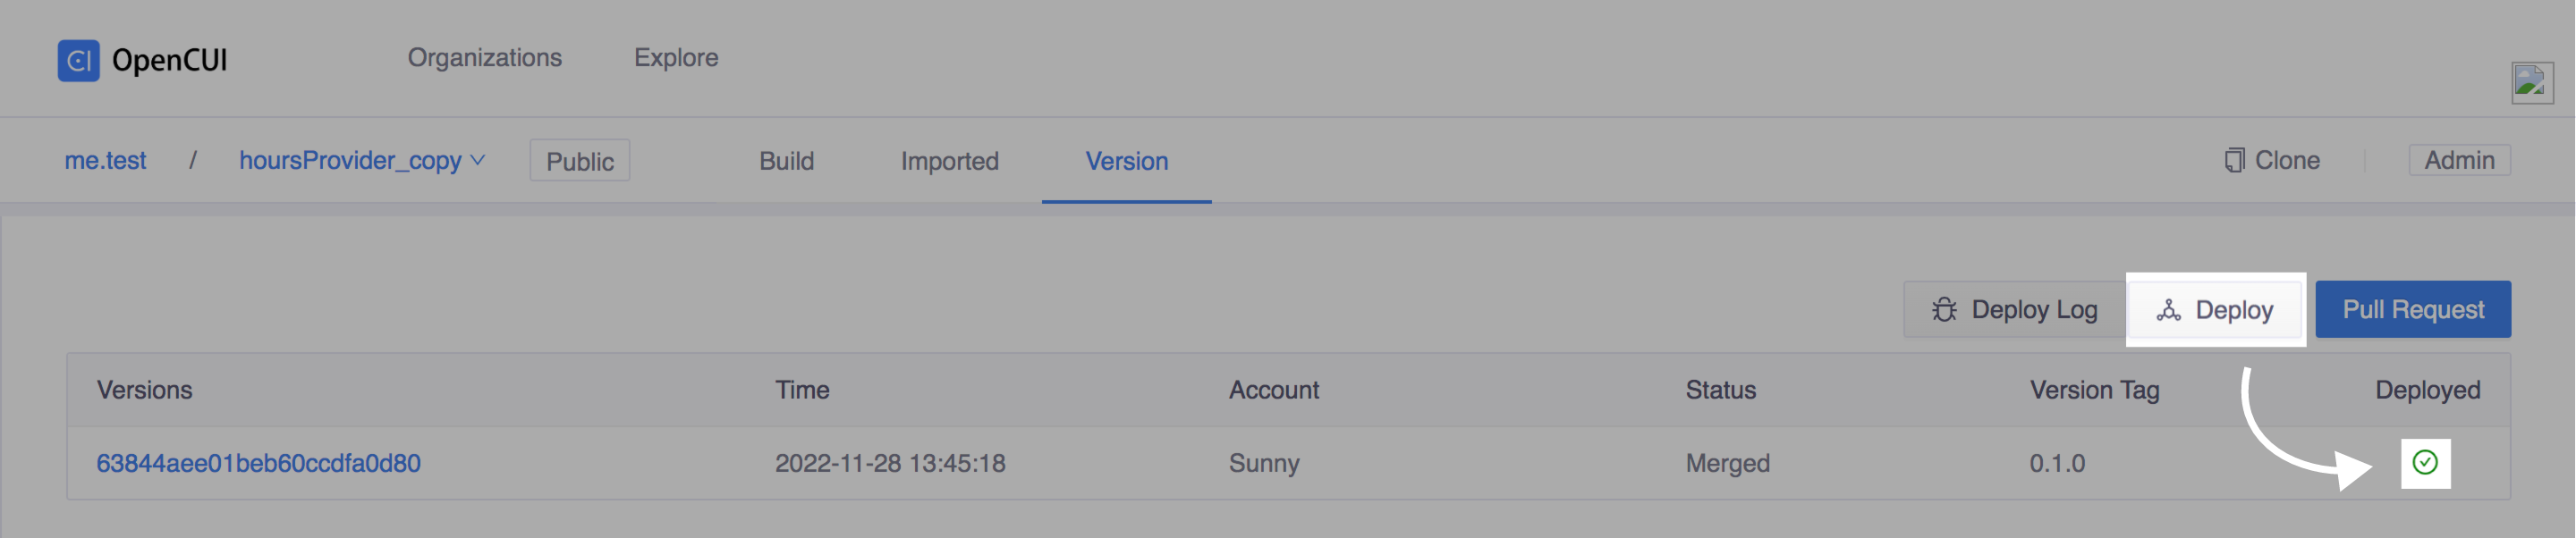 CI OpenCUI Organizations Explore
me.test / hoursProvider_copy Public Build Imported Version Clone Admin
Deploy Log Deploy Pull Request
Versions Time Account Status Version Tag Deployed
63844aee01beb60ccdfa0d80 2022-11-28 13:45:18 Sunny Merged 0.1.0